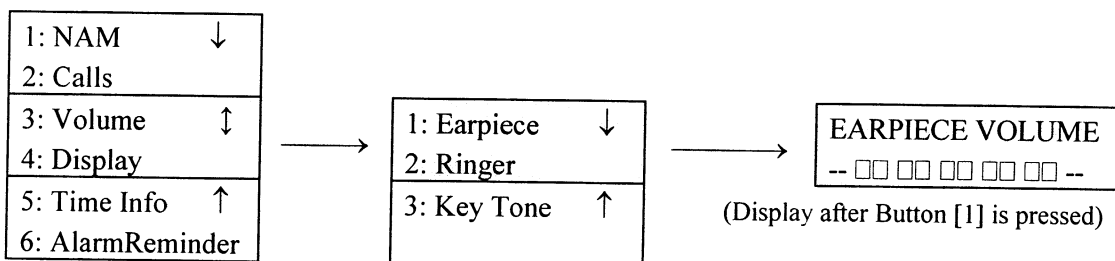 1: NAM ↓
2: Calls
3: Volume ↕
4: Display
5: Time Info ↑
6: AlarmReminder
1: Earpiece ↓
2: Ringer
3: Key Tone ↑
EARPIECE VOLUME
-- □□ □□ □□ □□ □□ --
(Display after Button [1] is pressed)